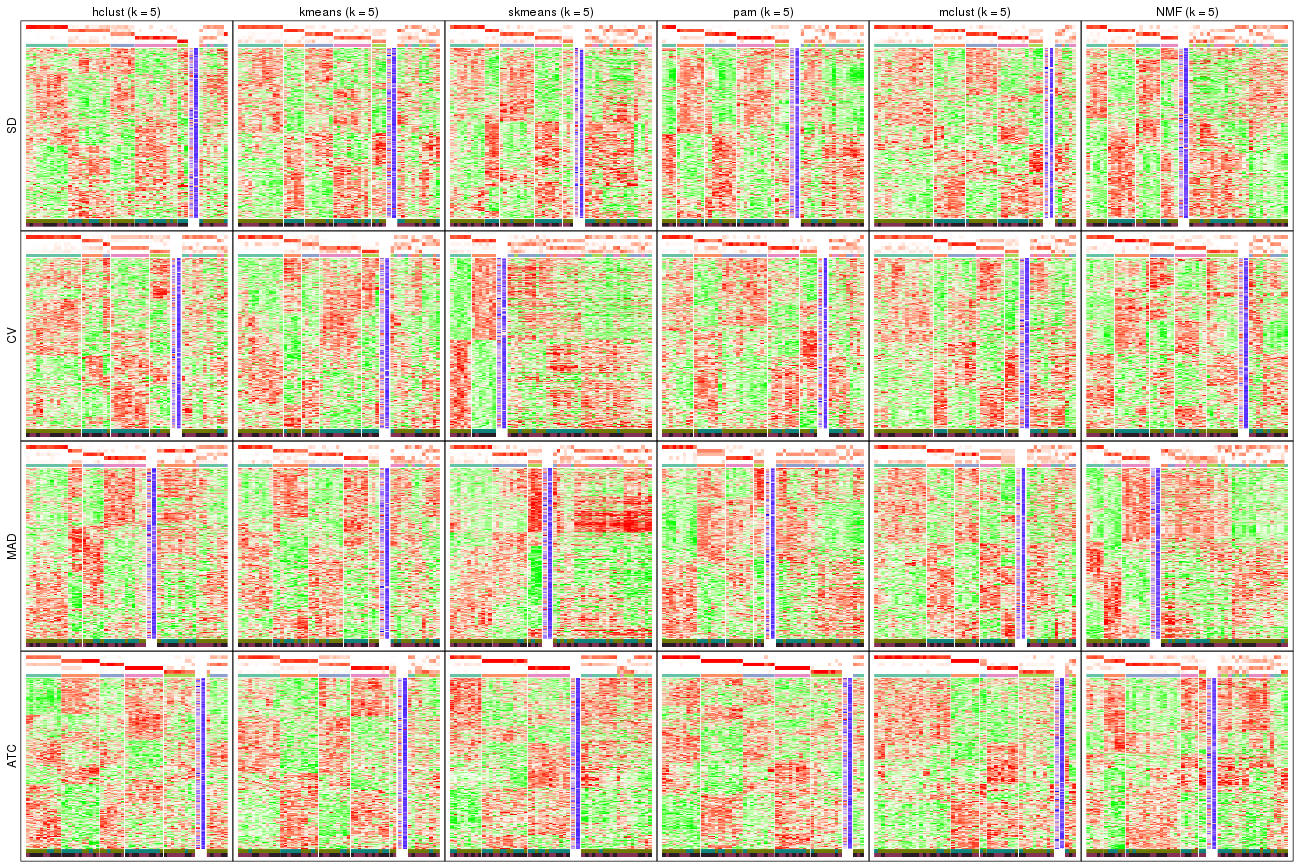 hclust (k = 5)
kmeans (k = 5)
skmeans (k = 5)
pam (k = 5)
mclust (k = 5)
NMF (k = 5)
SD
CV
MAD
ATC